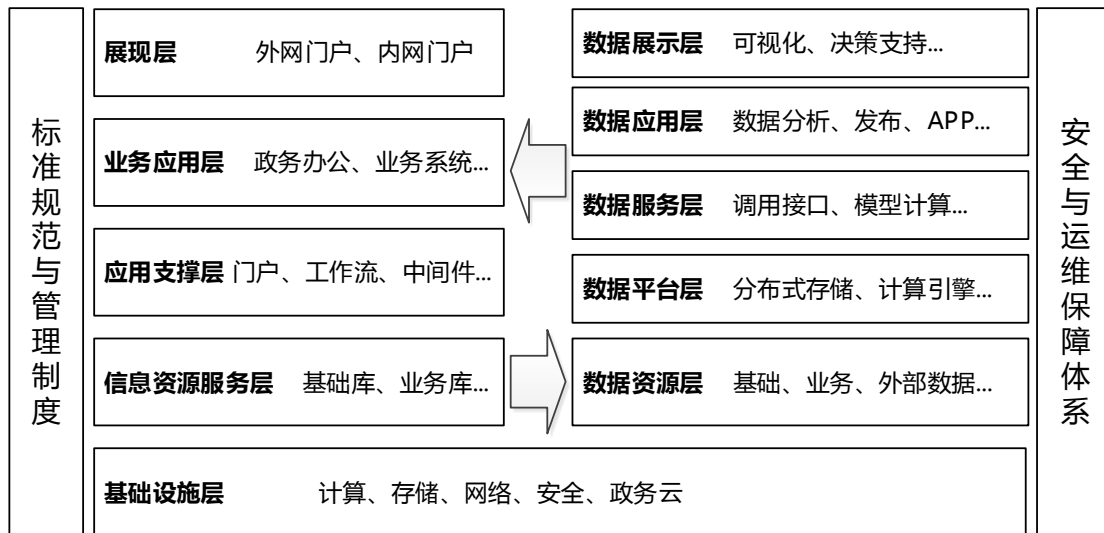 标准规范与管理制度
展现层 外网门户、内网门户
业务应用层 政务办公、业务系统...
应用支撑层 门户、工作流、中间件...
信息资源服务层 基础库、业务库...
数据展示层 可视化、决策支持...
数据应用层 数据分析、发布、APP...
数据服务层 调用接口、模型计算...
数据平台层 分布式存储、计算引擎...
数据资源层 基础、业务、外部数据...
基础设施层 计算、存储、网络、安全、政务云
安全与运维保障体系